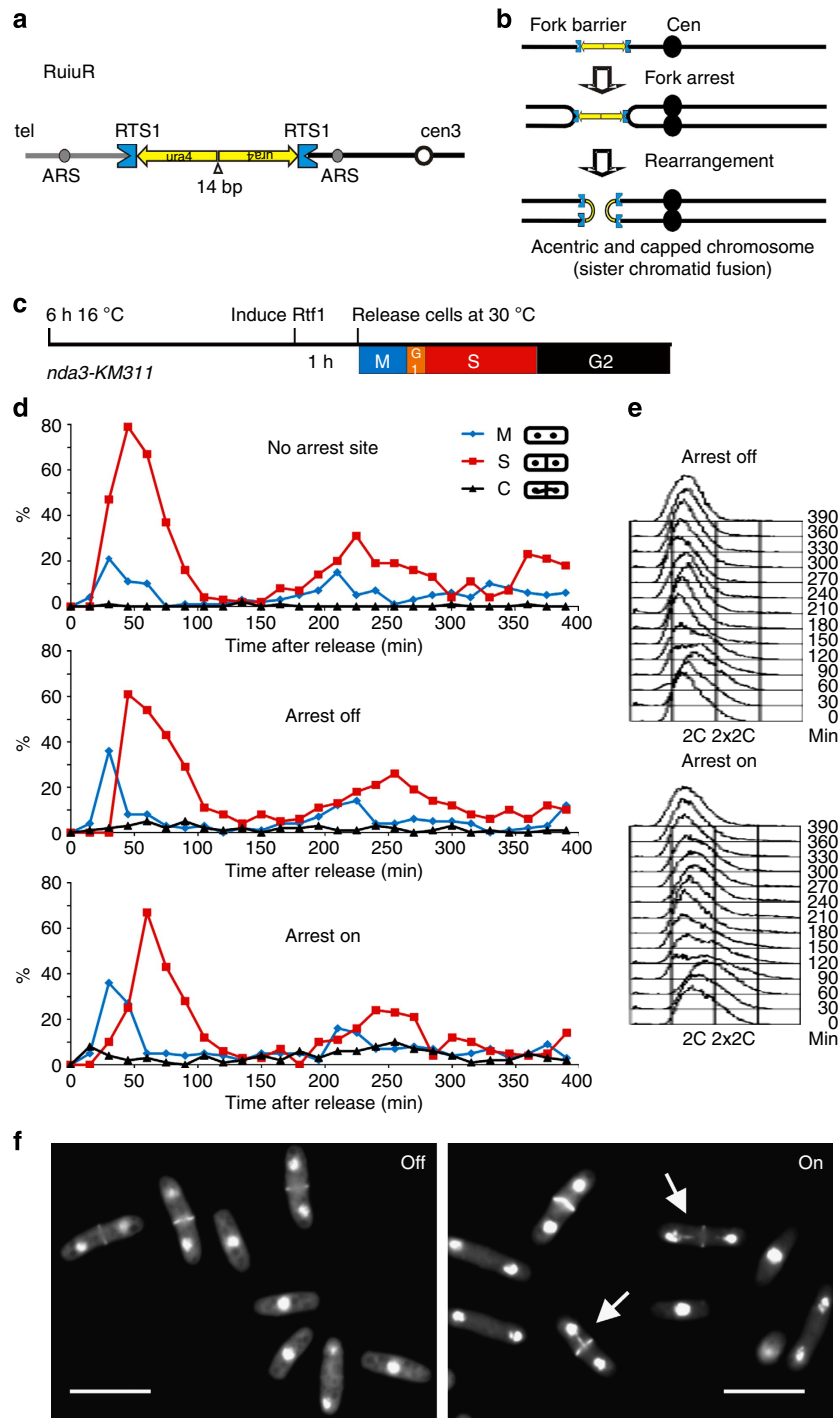 a
RuiuR
tel
RTS1
RTS1
cen3
ura4
ura4
ARS
14 bp
ARS
b
Fork barrier
Cen
Fork arrest
Rearrangement
Acentric and capped chromosome
(sister chromatid fusion)
c
6 h 16 °C
Induce Rtf1
Release cells at 30 °C
nda3-KM311
1 h
M
G
1
S
G2
d
No arrest site
M
S
C
%
80
60
40
20
0
0 50 100 150 200 250 300 350 400
Time after release (min)
Arrest off
%
80
60
40
20
0
0 50 100 150 200 250 300 350 400
Time after release (min)
Arrest on
%
80
60
40
20
0
0 50 100 150 200 250 300 350 400
Time after release (min)
e
Arrest off
390
360
330
300
270
240
210
180
150
120
90
60
30
0
2C 2x2C Min
Arrest on
390
360
330
300
270
240
210
180
150
120
90
60
30
0
2C 2x2C Min
f
Off
On